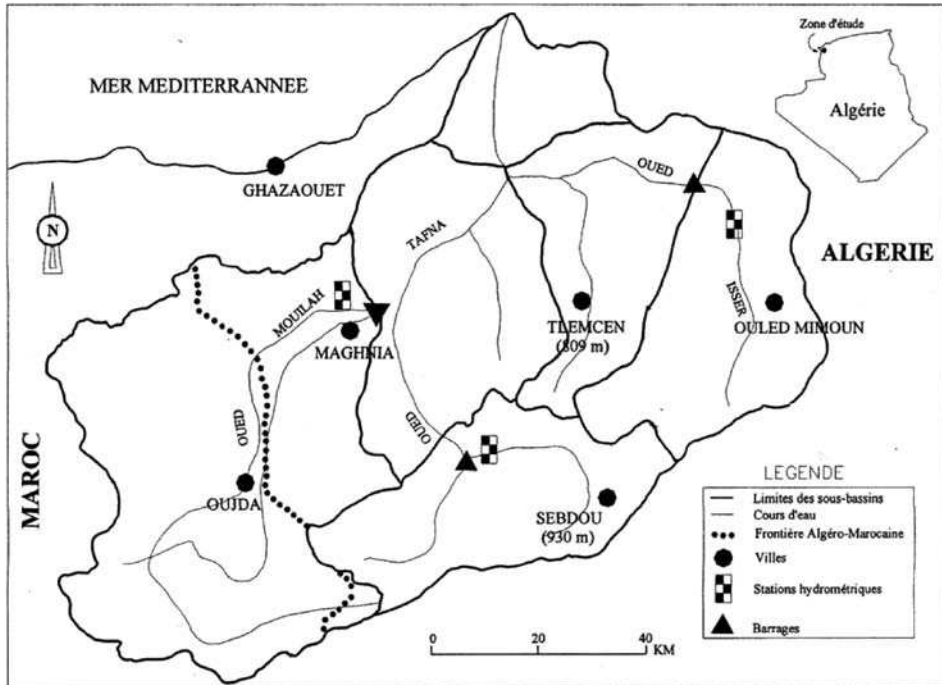 Zone d'étude
Algérie
MER MEDITERRANNEE
GHAZAOUET
N
OUED
TAFNA
ALGERIE
ISSER
MOUILAH
MAGHNIA
TLEMCEN
(809 m)
OULED MIMOUN
OUED
OUED
MAROC
OUJDA
SEBDOU
(930 m)
LEGENDE
Limites des sous-bassins
Cours d'eau
Frontière Algéro-Marocaine
Villes
Stations hydrométriques
Barrages
0 20 40
KM